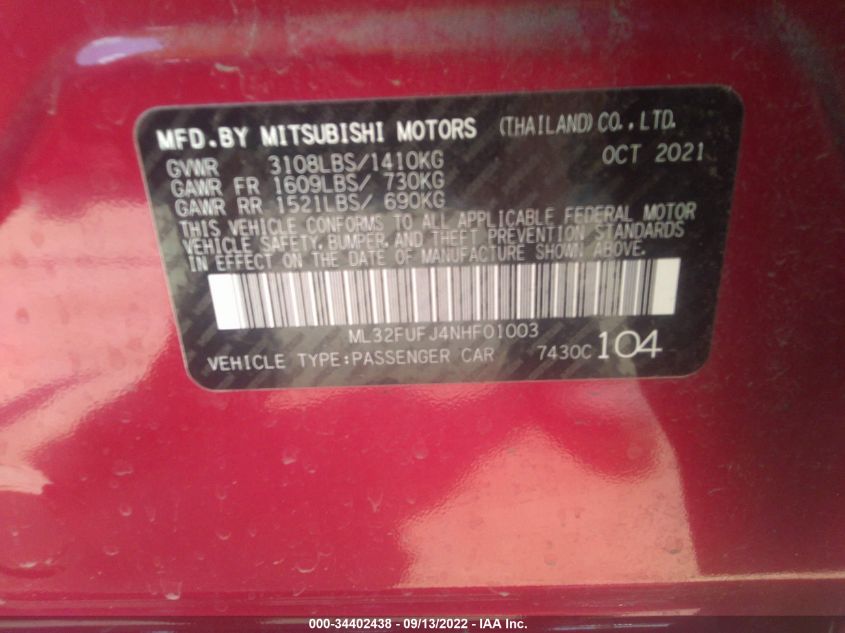 MFD.BY MITSUBISHI MOTORS (THAILAND) CO., LTD.
GVWR 3108LBS/1410KG OCT 2021
GAWR FR 1609LBS/ 730KG
GAWR RR 1521LBS/ 690KG
THIS VEHICLE CONFORMS TO ALL APPLICABLE FEDERAL MOTOR
VEHICLE SAFETY, BUMPER, AND THEFT PREVENTION STANDARDS
IN EFFECT ON THE DATE OF MANUFACTURE SHOWN ABOVE.
ML32FUFJ4NHF01003
VEHICLE TYPE:PASSENGER CAR 7430C 104
000-34402438 - 09/13/2022 - IAA Inc.